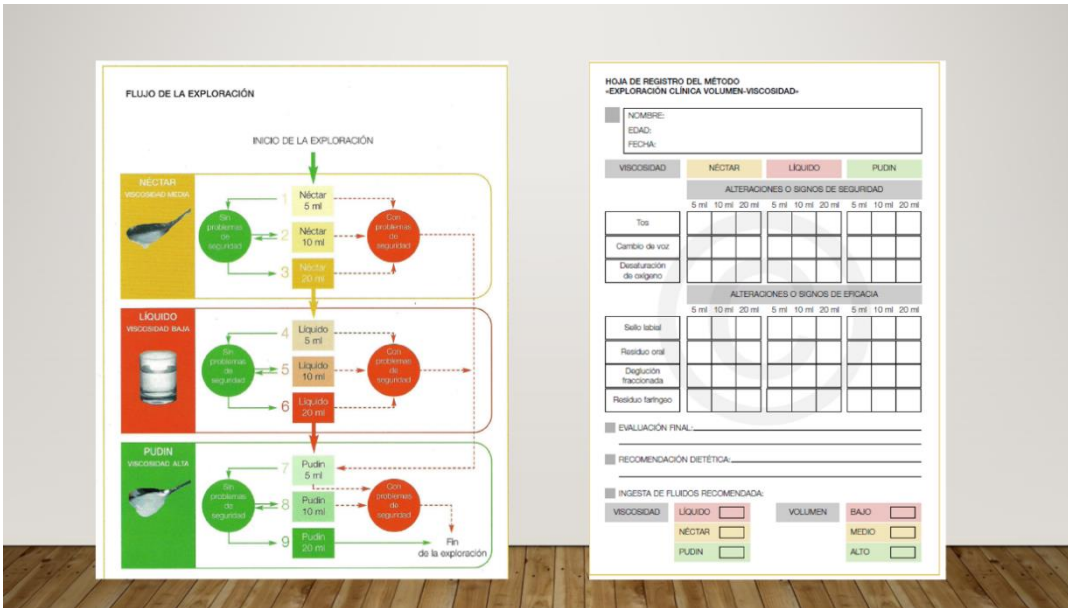 FLUJO DE LA EXPLORACIÓN
INICIO DE LA EXPLORACIÓN
NÉCTAR
VISCOSIDAD MEDIA
Sin
problemas
de
seguridad
1
Néctar
5 ml
2
Néctar
10 ml
3
Néctar
20 ml
Con
problemas
de
seguridad
LÍQUIDO
VISCOSIDAD BAJA
Sin
problemas
de
seguridad
4
Líquido
5 ml
5
Líquido
10 ml
6
Líquido
20 ml
Con
problemas
de
seguridad
PUDIN
VISCOSIDAD ALTA
Sin
problemas
de
seguridad
7
Pudin
5 ml
8
Pudin
10 ml
9
Pudin
20 ml
Con
problemas
de
seguridad
Fin
de la exploración
HOJA DE REGISTRO DEL MÉTODO
«EXPLORACIÓN CLÍNICA VOLUMEN-VISCOSIDAD»
NOMBRE:
EDAD:
FECHA:
VISCOSIDAD NÉCTAR LÍQUIDO PUDIN
ALTERACIONES O SIGNOS DE SEGURIDAD
5 ml 10 ml 20 ml 5 ml 10 ml 20 ml 5 ml 10 ml 20 ml
Tos
Cambio de voz
Desaturación
de oxígeno
ALTERACIONES O SIGNOS DE EFICACIA
5 ml 10 ml 20 ml 5 ml 10 ml 20 ml 5 ml 10 ml 20 ml
Sello labial
Residuo oral
Deglución
fraccionada
Residuo faríngeo
EVALUACIÓN FINAL:
RECOMENDACIÓN DIETÉTICA:
INGESTA DE FLUIDOS RECOMENDADA:
VISCOSIDAD LÍQUIDO VOLUMEN BAJO
NÉCTAR MEDIO
PUDIN ALTO